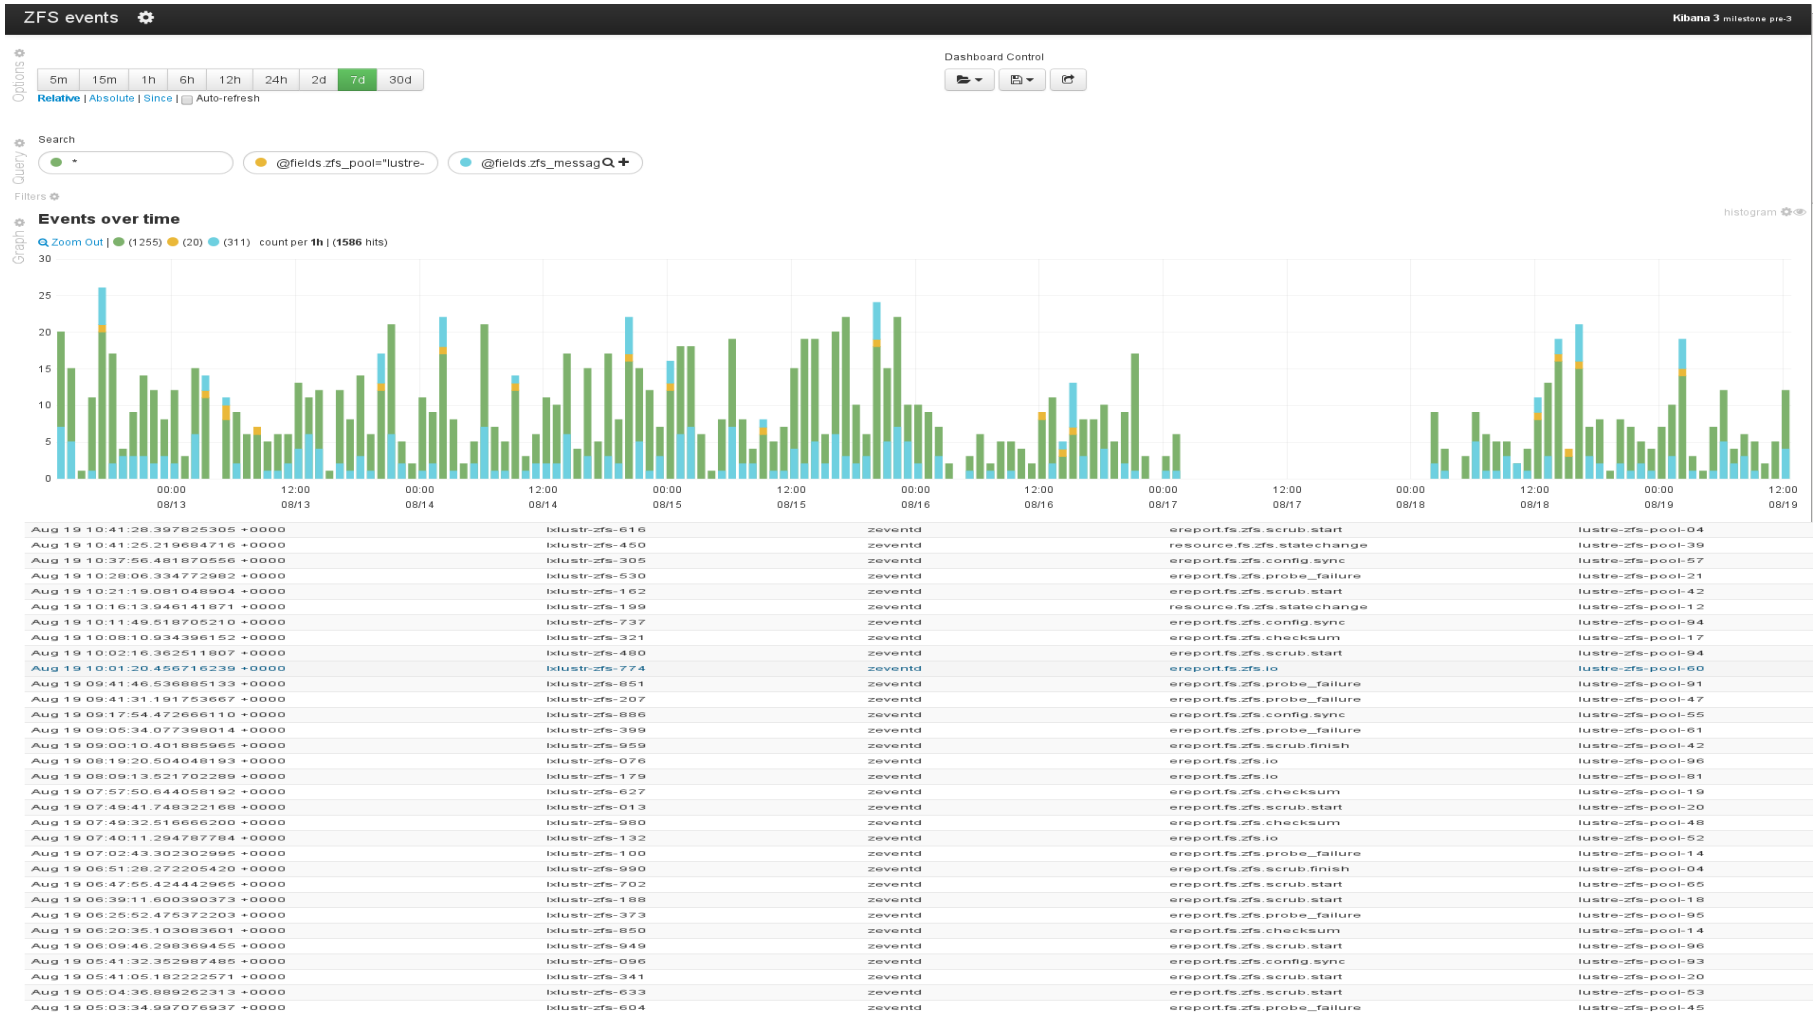 ZFS events
Kibana 3 milestone pre-3
Options
5m 15m 1h 6h 12h 24h 2d 7d 30d
Relative | Absolute | Since | Auto-refresh
Dashboard Control
Query
Search
*
@fields.zfs_pool="lustre-
@fields.zfs_messag
Filters
Graph
Events over time
histogram
Zoom Out | (1255) (20) (311) count per 1h | (1586 hits)
30
25
20
15
10
5
0
00:00 12:00 00:00 12:00 00:00 12:00 00:00 12:00 00:00 12:00 00:00 12:00 00:00 12:00
08/13 08/13 08/14 08/14 08/15 08/15 08/16 08/16 08/17 08/17 08/18 08/18 08/19 08/19
Aug 19 10:41:28.397825305 +0000 lxlustr-zfs-616 zeventd ereport.fs.zfs.scrub.start lustre-zfs-pool-04
Aug 19 10:41:25.219684716 +0000 lxlustr-zfs-450 zeventd resource.fs.zfs.statechange lustre-zfs-pool-39
Aug 19 10:37:56.481870556 +0000 lxlustr-zfs-305 zeventd ereport.fs.zfs.config.sync lustre-zfs-pool-57
Aug 19 10:28:06.334772982 +0000 lxlustr-zfs-530 zeventd ereport.fs.zfs.probe_failure lustre-zfs-pool-21
Aug 19 10:21:19.081048904 +0000 lxlustr-zfs-162 zeventd ereport.fs.zfs.scrub.start lustre-zfs-pool-42
Aug 19 10:16:13.946141871 +0000 lxlustr-zfs-199 zeventd resource.fs.zfs.statechange lustre-zfs-pool-12
Aug 19 10:11:49.518705210 +0000 lxlustr-zfs-737 zeventd ereport.fs.zfs.config.sync lustre-zfs-pool-94
Aug 19 10:08:10.934396152 +0000 lxlustr-zfs-321 zeventd ereport.fs.zfs.checksum lustre-zfs-pool-17
Aug 19 10:02:16.362511807 +0000 lxlustr-zfs-480 zeventd ereport.fs.zfs.scrub.start lustre-zfs-pool-94
Aug 19 10:01:20.456716239 +0000 lxlustr-zfs-774 zeventd ereport.fs.zfs.io lustre-zfs-pool-60
Aug 19 09:41:46.536885133 +0000 lxlustr-zfs-851 zeventd ereport.fs.zfs.probe_failure lustre-zfs-pool-91
Aug 19 09:41:31.191753667 +0000 lxlustr-zfs-207 zeventd ereport.fs.zfs.probe_failure lustre-zfs-pool-47
Aug 19 09:17:54.472666110 +0000 lxlustr-zfs-886 zeventd ereport.fs.zfs.config.sync lustre-zfs-pool-55
Aug 19 09:05:34.077398014 +0000 lxlustr-zfs-399 zeventd ereport.fs.zfs.probe_failure lustre-zfs-pool-61
Aug 19 09:00:10.401885965 +0000 lxlustr-zfs-959 zeventd ereport.fs.zfs.scrub.finish lustre-zfs-pool-42
Aug 19 08:19:20.504048193 +0000 lxlustr-zfs-076 zeventd ereport.fs.zfs.io lustre-zfs-pool-96
Aug 19 08:09:13.521702289 +0000 lxlustr-zfs-179 zeventd ereport.fs.zfs.io lustre-zfs-pool-81
Aug 19 07:57:50.644058192 +0000 lxlustr-zfs-627 zeventd ereport.fs.zfs.checksum lustre-zfs-pool-19
Aug 19 07:49:41.748322168 +0000 lxlustr-zfs-013 zeventd ereport.fs.zfs.scrub.start lustre-zfs-pool-20
Aug 19 07:49:32.516666200 +0000 lxlustr-zfs-980 zeventd ereport.fs.zfs.checksum lustre-zfs-pool-48
Aug 19 07:40:11.294787784 +0000 lxlustr-zfs-132 zeventd ereport.fs.zfs.io lustre-zfs-pool-52
Aug 19 07:02:43.302302995 +0000 lxlustr-zfs-100 zeventd ereport.fs.zfs.probe_failure lustre-zfs-pool-14
Aug 19 06:51:28.272205420 +0000 lxlustr-zfs-990 zeventd ereport.fs.zfs.scrub.finish lustre-zfs-pool-04
Aug 19 06:47:55.424442965 +0000 lxlustr-zfs-702 zeventd ereport.fs.zfs.scrub.start lustre-zfs-pool-65
Aug 19 06:39:11.600390373 +0000 lxlustr-zfs-188 zeventd ereport.fs.zfs.scrub.start lustre-zfs-pool-18
Aug 19 06:25:52.475372203 +0000 lxlustr-zfs-373 zeventd ereport.fs.zfs.probe_failure lustre-zfs-pool-95
Aug 19 06:20:35.103083601 +0000 lxlustr-zfs-850 zeventd ereport.fs.zfs.checksum lustre-zfs-pool-14
Aug 19 06:09:46.298369455 +0000 lxlustr-zfs-949 zeventd ereport.fs.zfs.scrub.start lustre-zfs-pool-96
Aug 19 05:41:32.352987485 +0000 lxlustr-zfs-096 zeventd ereport.fs.zfs.config.sync lustre-zfs-pool-93
Aug 19 05:41:05.182222571 +0000 lxlustr-zfs-341 zeventd ereport.fs.zfs.scrub.start lustre-zfs-pool-20
Aug 19 05:04:36.889262313 +0000 lxlustr-zfs-633 zeventd ereport.fs.zfs.scrub.start lustre-zfs-pool-53
Aug 19 05:03:34.997076937 +0000 lxlustr-zfs-604 zeventd ereport.fs.zfs.probe_failure lustre-zfs-pool-45